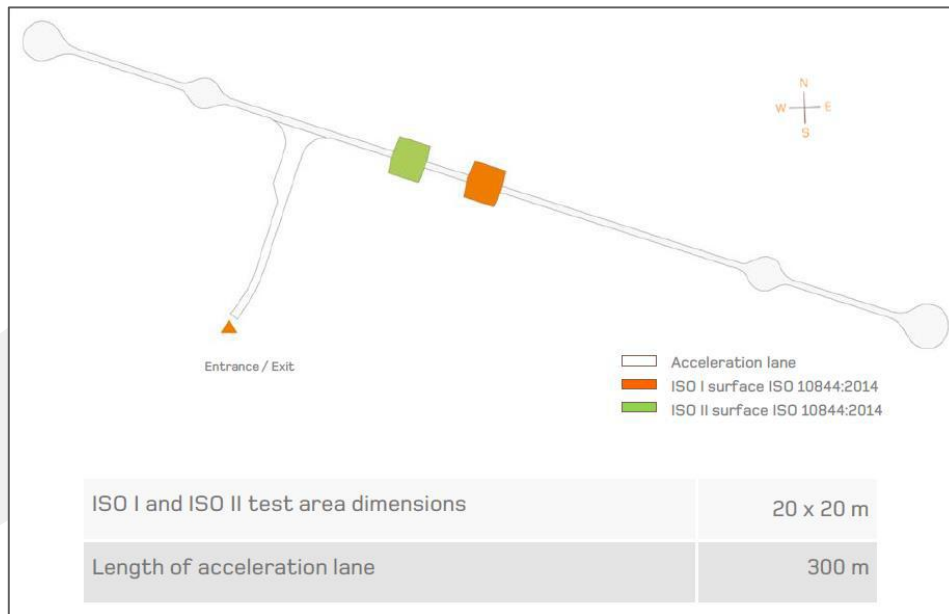 N
W E
S
Entrance / Exit
Acceleration lane
ISO I surface ISO 10844:2014
ISO II surface ISO 10844:2014
ISO I and ISO II test area dimensions 20 x 20 m
Length of acceleration lane 300 m